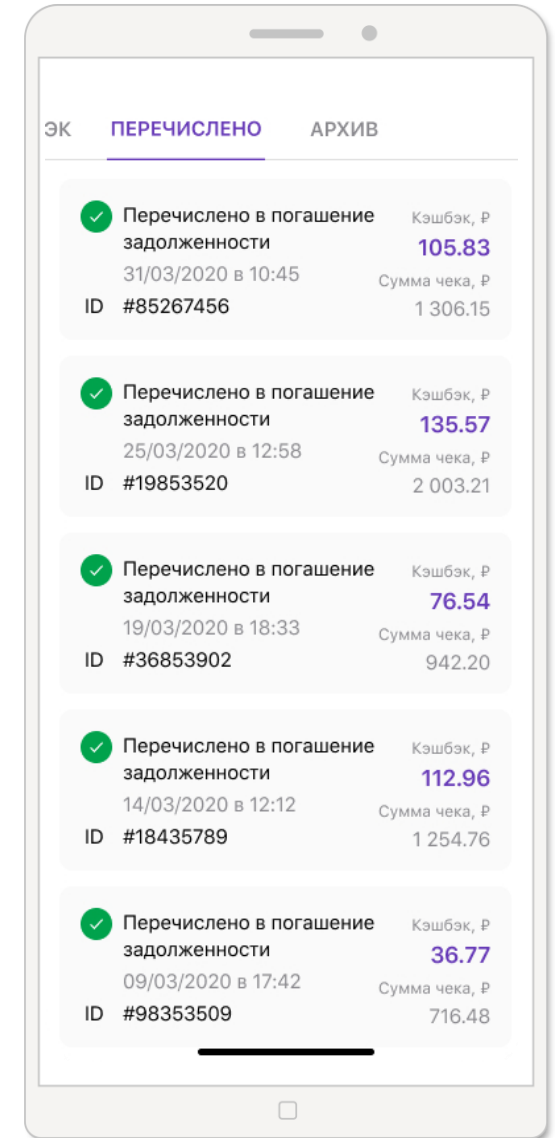 ЭК ПЕРЕЧИСЛЕНО АРХИВ
Перечислено в погашение Кэшбэк, ₽
задолженности 105.83
31/03/2020 в 10:45 Сумма чека, ₽
ID #85267456 1 306.15
Перечислено в погашение Кэшбэк, ₽
задолженности 135.57
25/03/2020 в 12:58 Сумма чека, ₽
ID #19853520 2 003.21
Перечислено в погашение Кэшбэк, ₽
задолженности 76.54
19/03/2020 в 18:33 Сумма чека, ₽
ID #36853902 942.20
Перечислено в погашение Кэшбэк, ₽
задолженности 112.96
14/03/2020 в 12:12 Сумма чека, ₽
ID #18435789 1 254.76
Перечислено в погашение Кэшбэк, ₽
задолженности 36.77
09/03/2020 в 17:42 Сумма чека, ₽
ID #98353509 716.48